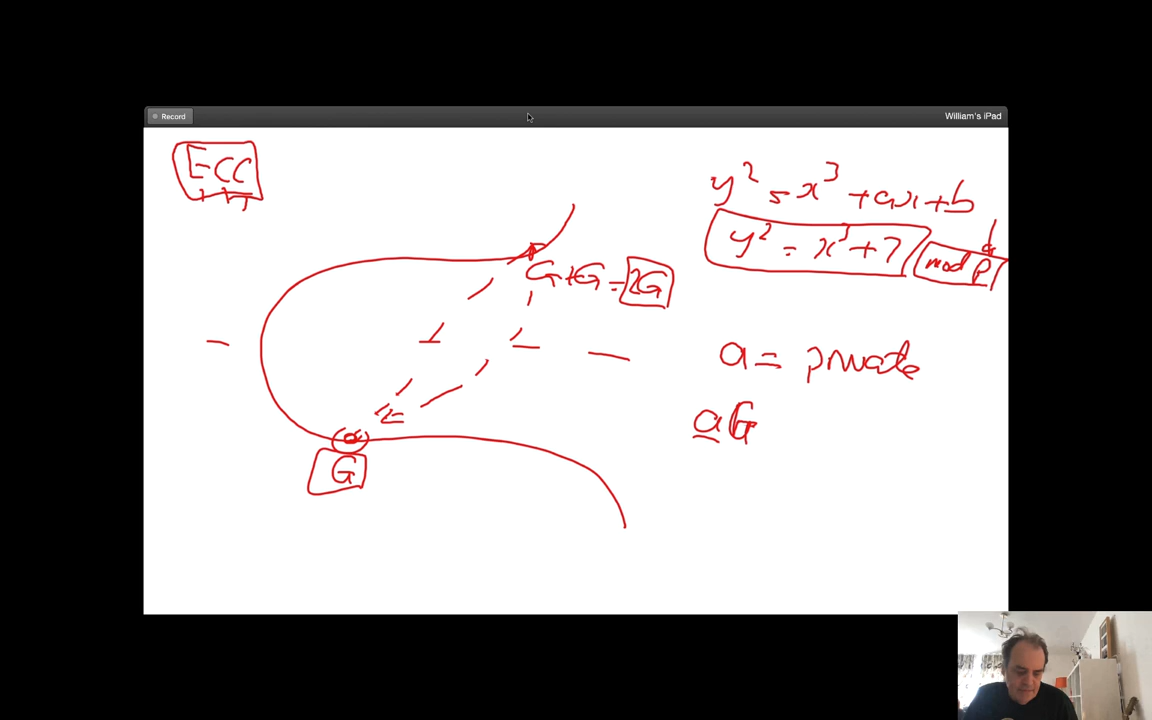 Record
William's iPad
ECC
y² = x³ + ax + b
y² = x³ + 7 mod p
G+G = 2G
a = private
aG
G